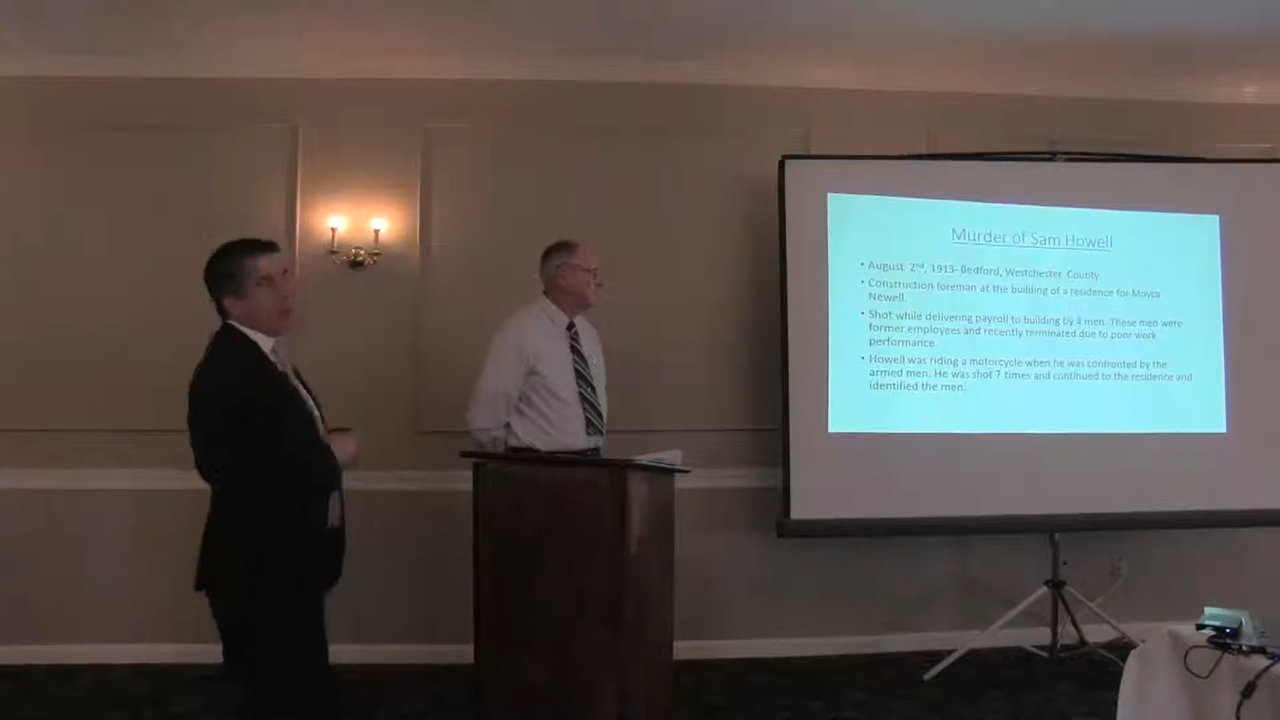 Murder of Sam Howell
• August 2nd, 1913- Bedford, Westchester County
• Construction foreman at the building of a residence for Moyca
Newell.
• Shot while delivering payroll to building by 4 men. These men were
former employees and recently terminated due to poor work
performance.
• Howell was riding a motorcycle when he was confronted by the
armed men. He was shot 7 times and continued to the residence and
identified the men.